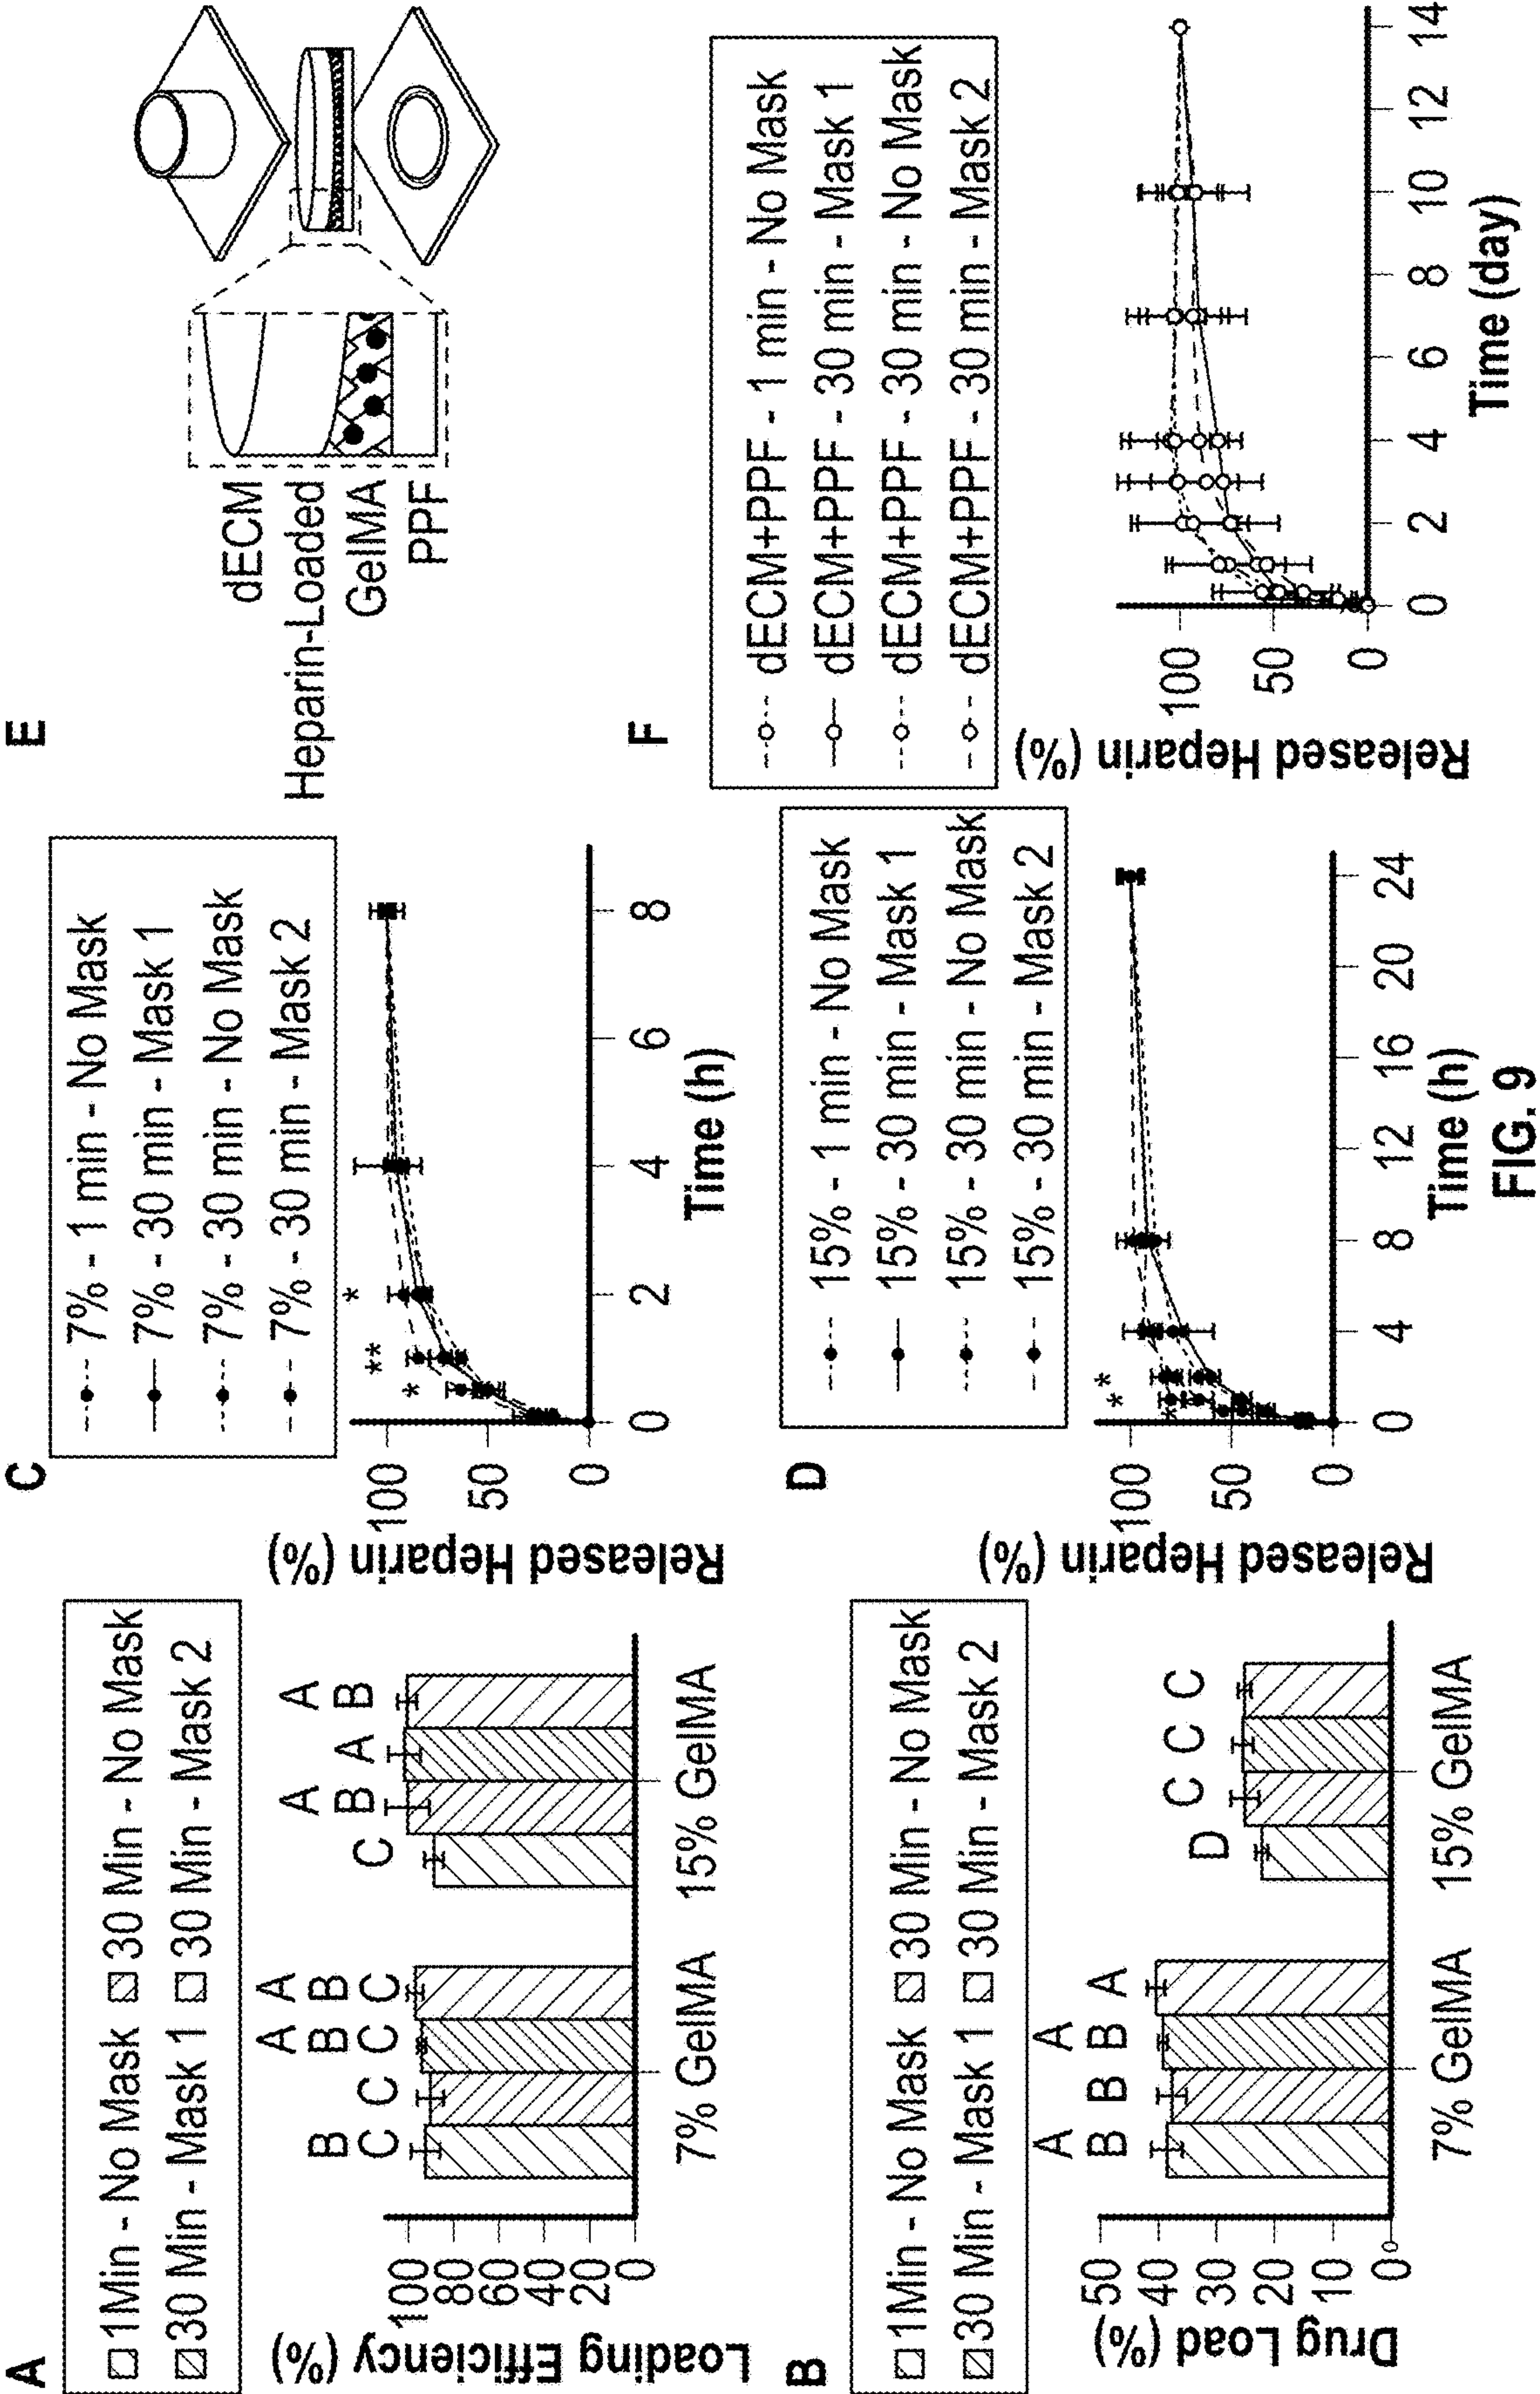 A
1Min - No Mask 30 Min - No Mask
30 Min - Mask 1 30 Min - Mask 2
Loading Efficiency (%)
100
80
60
40
20
0
B C
C
A B C
A B C
C
A B
A
A B
7% GelMA 15% GelMA
B
1Min - No Mask 30 Min - No Mask
30 Min - Mask 1 30 Min - Mask 2
Drug Load (%)
50
40
30
20
10
0
0
A B
B
A B
A
D
C
C
C
7% GelMA 15% GelMA
C
7% - 1 min - No Mask
7% - 30 min - Mask 1
7% - 30 min - No Mask
7% - 30 min - Mask 2
Released Heparin (%)
100
50
0
*
**
*
0 2 4 6 8
Time (h)
D
15% - 1 min - No Mask
15% - 30 min - Mask 1
15% - 30 min - No Mask
15% - 30 min - Mask 2
Released Heparin (%)
100
50
0
*
*
*
0 4 8 12 16 20 24
Time (h)
E
dECM
Heparin-Loaded
GelMA
PPF
F
dECM+PPF - 1 min - No Mask
dECM+PPF - 30 min - Mask 1
dECM+PPF - 30 min - No Mask
dECM+PPF - 30 min - Mask 2
Released Heparin (%)
100
50
0
0 2 4 6 8 10 12 14
Time (day)
FIG. 9